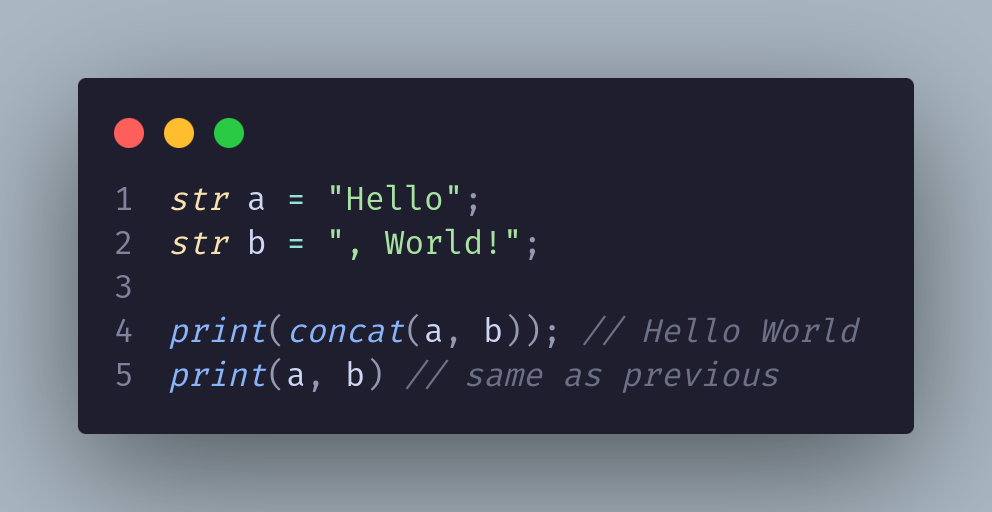 1 str a = "Hello";
2 str b = ", World!";
3
4 print(concat(a, b)); // Hello World
5 print(a, b) // same as previous